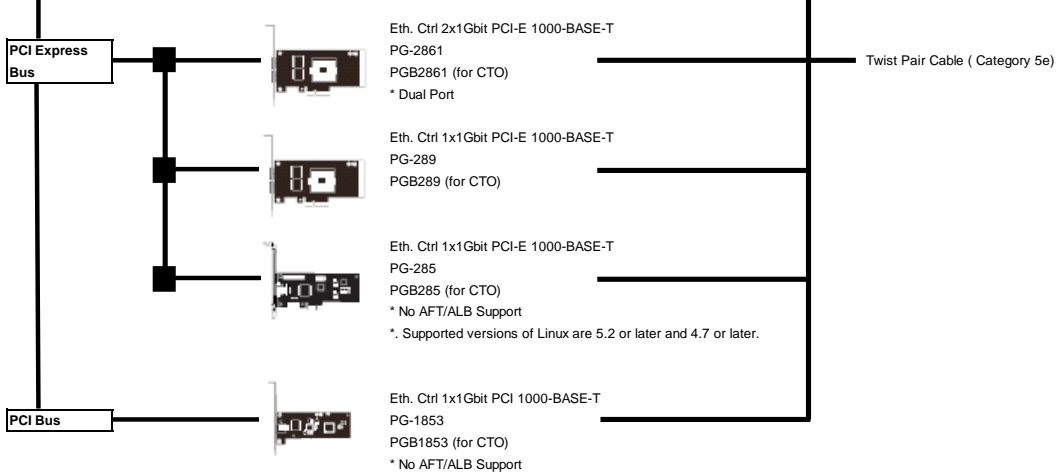 Eth. Ctrl 2x1Gbit PCI-E 1000-BASE-T
PCI Express
Bus
PG-2861
PGB2861 (for CTO)
* Dual Port
Twist Pair Cable ( Category 5e)
Eth. Ctrl 1x1Gbit PCI-E 1000-BASE-T
PG-289
PGB289 (for CTO)
Eth. Ctrl 1x1Gbit PCI-E 1000-BASE-T
PG-285
PGB285 (for CTO)
* No AFT/ALB Support
*. Supported versions of Linux are 5.2 or later and 4.7 or later.
PCI Bus
Eth. Ctrl 1x1Gbit PCI 1000-BASE-T
PG-1853
PGB1853 (for CTO)
* No AFT/ALB Support